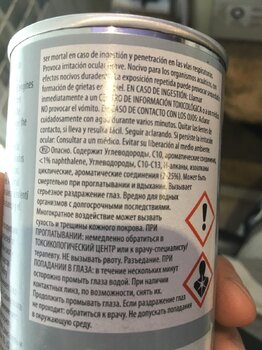 ser mortal en caso de ingestión y penetración en las vías respiratorias.
Provoca irritación ocular grave. Nocivo para los organismos acuáticos, con
efectos nocivos duraderos. La exposición repetida puede provocar sequedad o
formación de grietas en la piel. EN CASO DE INGESTIÓN: Llamar
inmediatamente a un CENTRO DE INFORMACIÓN TOXICOLÓGICA o a un médico.
No provocar el vómito. EN CASO DE CONTACTO CON LOS OJOS: Aclarar
cuidadosamente con agua durante varios minutos. Quitar las lentes de
contacto, si lleva y resulta fácil. Seguir aclarando. Si persiste la irritación
ocular: Consultar a un médico. Evitar su liberación al medio ambiente.
Опасно. Содержит Углеводороды, C10, ароматические соединения,
<1% naphthalene, Углеводороды, C10-C13, н-алканы, изоалканы,
циклические, ароматические соединения (2-25%). Может быть
смертельно при проглатывании и вдыхании. Вызывает
серьезное раздражение глаз. Вредно для водных
организмов с долгосрочными последствиями.
Многократное воздействие может вызвать
сухость и трещины кожного покрова. ПРИ
ПРОГЛАТЫВАНИИ: немедленно обратиться в
ТОКСИКОЛОГИЧЕСКИЙ ЦЕНТР или к врачу-специалисту/
терапевту. НЕ вызывать рвоту. Разъедание. ПРИ
ПОПАДАНИИ В ГЛАЗА: в течение нескольких минут
осторожно промыть глаза водой. При наличии
контактных линз, по возможности, снять их.
Продолжить промывать глаза. Если раздражение глаз
не проходит: обратиться к врачу. Не допускать попадания в
окружающую среду.